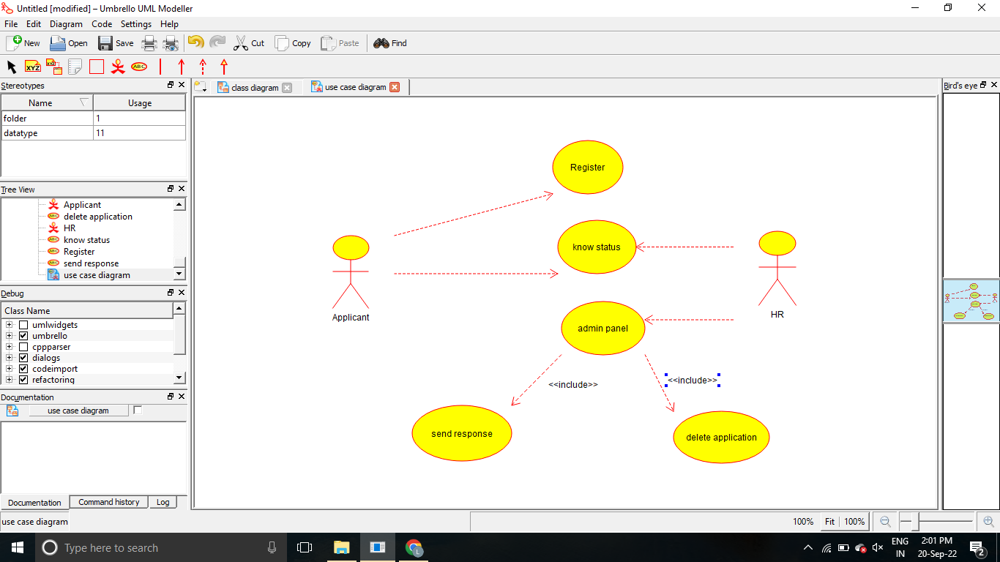 Untitled [modified] – Umbrello UML Modeller
File Edit Diagram Code Settings Help
New Open Save Cut Copy Paste Find
XYZ XYZ ABC
Stereotypes
Name Usage
folder 1
datatype 11
Tree View
Applicant
delete application
HR
know status
Register
send response
use case diagram
Debug
Class Name
umlwidgets
umbrello
cppparser
dialogs
codeimport
refactoring
Documentation
use case diagram
Documentation Command history Log
use case diagram
class diagram use case diagram
Register
know status
Applicant
HR
admin panel
<<include>>
<<include>>
send response
delete application
Bird's eye
100% Fit 100%
Type here to search
L
ENG
IN
2:01 PM
20-Sep-22
2